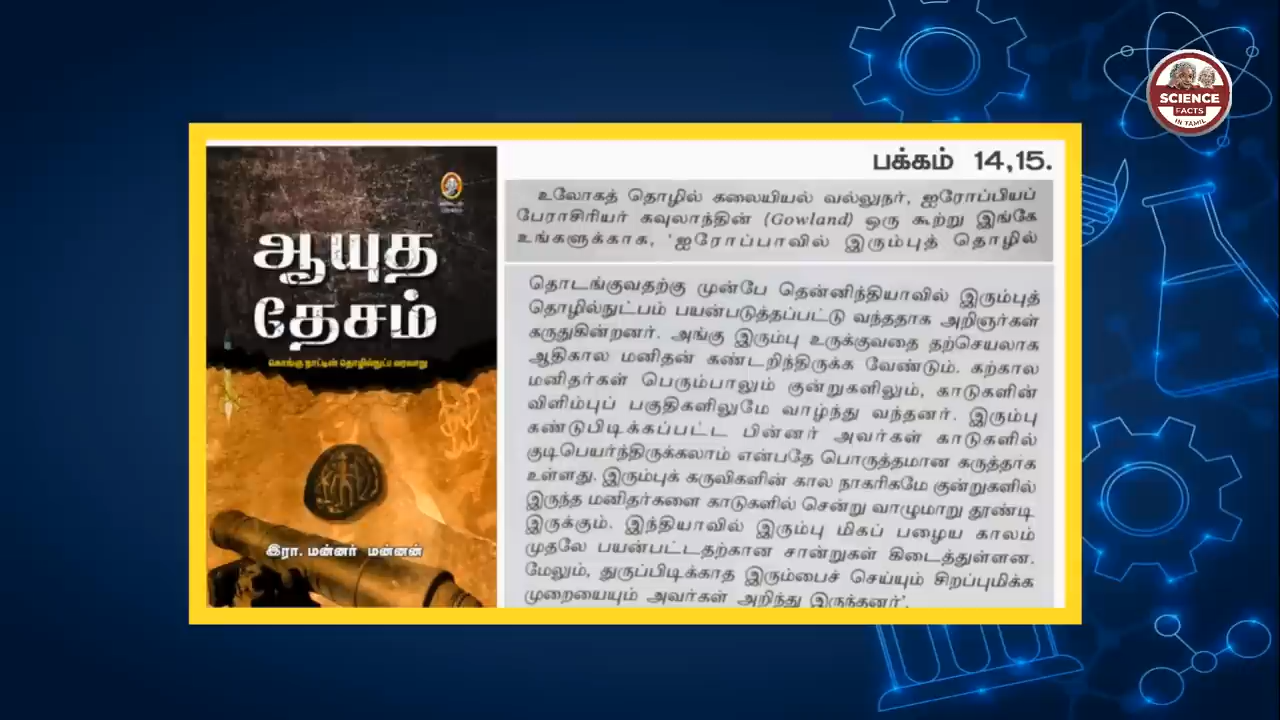 SCIENCE
FACTS
IN TAMIL
ஆயுத
தேசம்
கொங்கு நாட்டின் தொழில்நுட்ப வரலாறு
இரா. மன்னர் மன்னன்
பக்கம் 14,15.
உலோகத் தொழில் கலையியல் வல்லுநர், ஐரோப்பியப்
பேராசிரியர் கவுலாந்தின் (Gowland) ஒரு கூற்று இங்கே
உங்களுக்காக, 'ஐரோப்பாவில் இரும்புத் தொழில்
தொடங்குவதற்கு முன்பே தென்னிந்தியாவில் இரும்புத்
தொழில்நுட்பம் பயன்படுத்தப்பட்டு வந்ததாக அறிஞர்கள்
கருதுகின்றனர். அங்கு இரும்பு உருக்குவதை தற்செயலாக
ஆதிகால மனிதன் கண்டறிந்திருக்க வேண்டும். கற்கால
மனிதர்கள் பெரும்பாலும் குன்றுகளிலும், காடுகளின்
விளிம்புப் பகுதிகளிலுமே வாழ்ந்து வந்தனர். இரும்பு
கண்டுபிடிக்கப்பட்ட பின்னர் அவர்கள் காடுகளில்
குடிபெயர்ந்திருக்கலாம் என்பதே பொருத்தமான கருத்தாக
உள்ளது. இரும்புக் கருவிகளின் கால நாகரிகமே குன்றுகளில்
இருந்த மனிதர்களை காடுகளில் சென்று வாழுமாறு தூண்டி
இருக்கும். இந்தியாவில் இரும்பு மிகப் பழைய காலம்
முதலே பயன்பட்டதற்கான சான்றுகள் கிடைத்துள்ளன.
மேலும், துருப்பிடிக்காத இரும்பைச் செய்யும் சிறப்புமிக்க
முறையையும் அவர்கள் அறிந்து இருந்தனர்'.